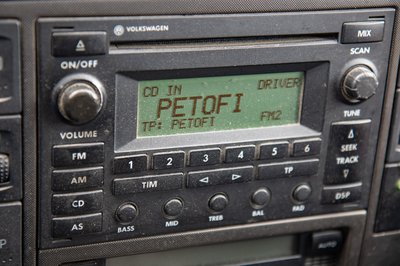 VOLKSWAGEN
MIX
SCAN
ON/OFF
CD IN DRIVER
PETOFI
TP: PETOFI FM2
VOLUME
TUNE
FM 1 2 3 4 5 6 SEEK
AM TIM TP TRACK
CD DSP
AS BASS MID TREB BAL FAD
AUTO